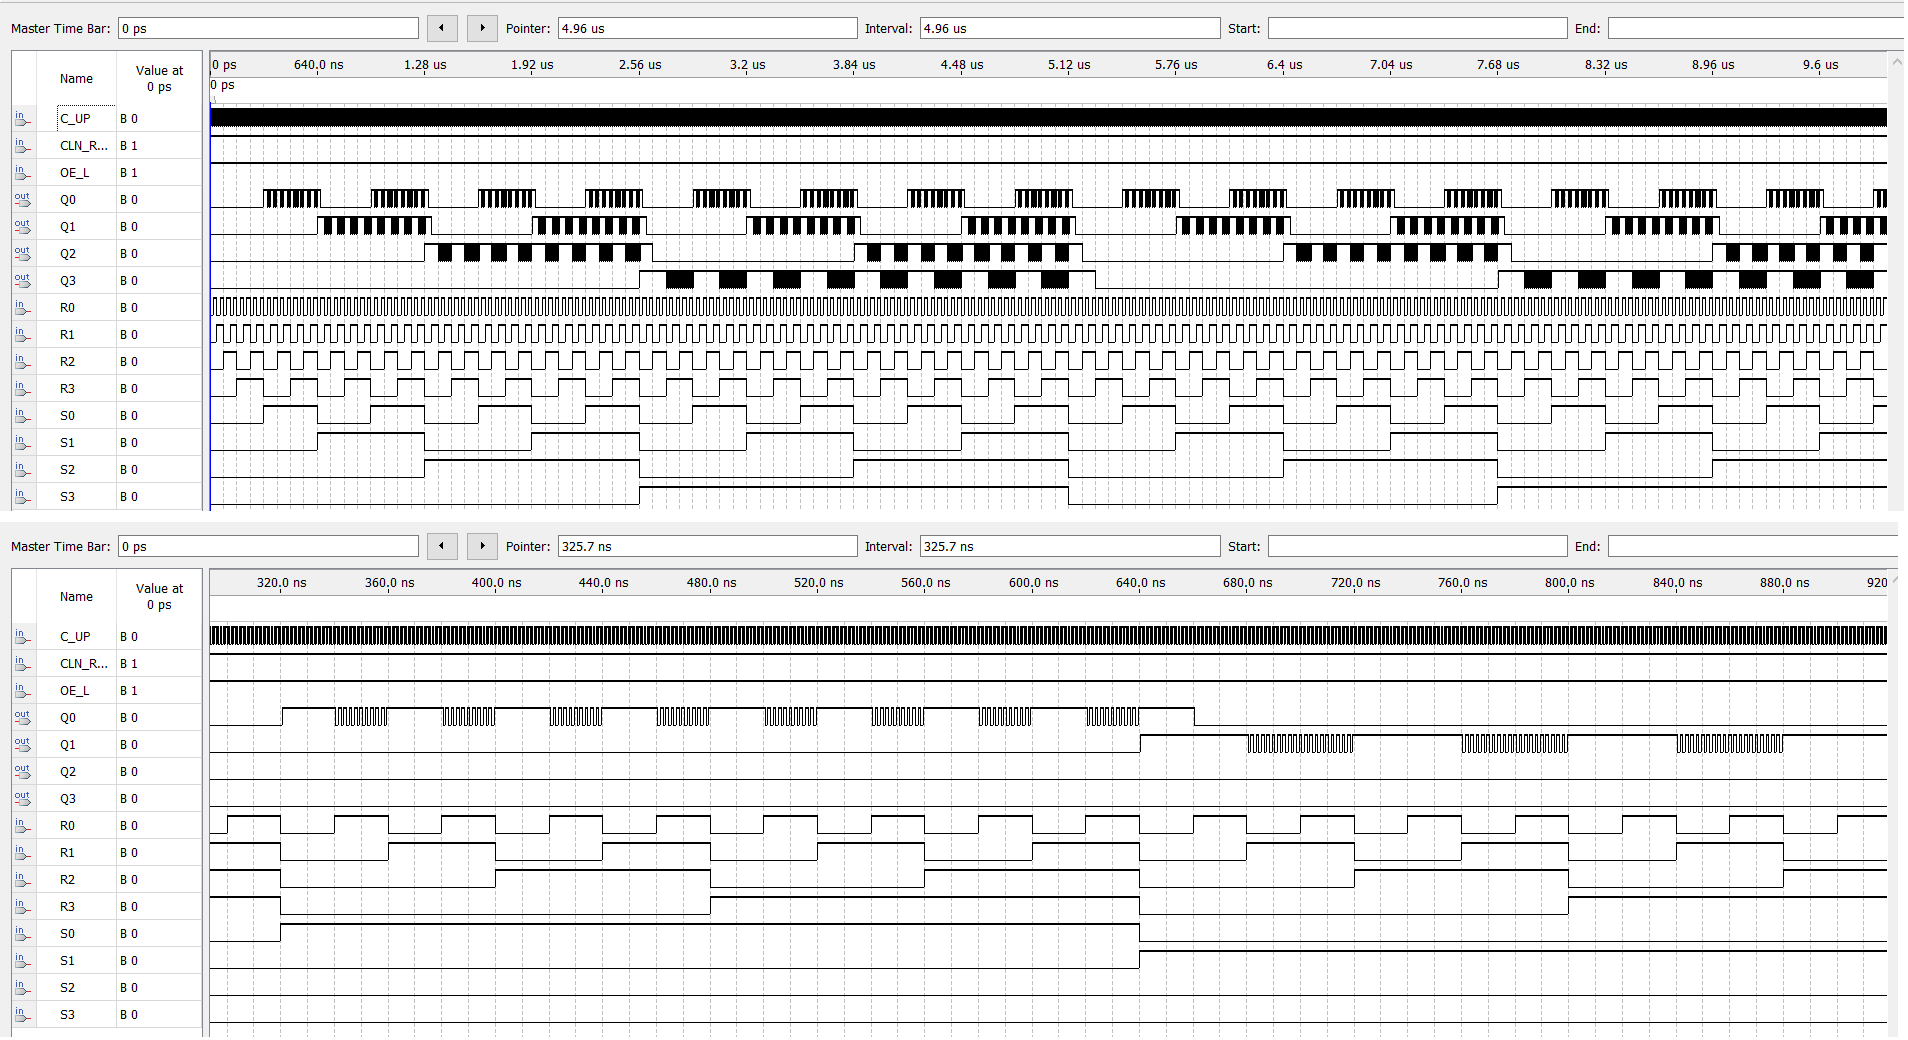 Master Time Bar: 0 ps Pointer: 4.96 us Interval: 4.96 us Start: End:
Name Value at 0 ps
0 ps 640.0 ns 1.28 us 1.92 us 2.56 us 3.2 us 3.84 us 4.48 us 5.12 us 5.76 us 6.4 us 7.04 us 7.68 us 8.32 us 8.96 us 9.6 us
0 ps
in C_UP B 0
in CLN_R... B 1
in OE_L B 1
out Q0 B 0
out Q1 B 0
out Q2 B 0
out Q3 B 0
in R0 B 0
in R1 B 0
in R2 B 0
in R3 B 0
in S0 B 0
in S1 B 0
in S2 B 0
in S3 B 0
Master Time Bar: 0 ps Pointer: 325.7 ns Interval: 325.7 ns Start: End:
Name Value at 0 ps
320.0 ns 360.0 ns 400.0 ns 440.0 ns 480.0 ns 520.0 ns 560.0 ns 600.0 ns 640.0 ns 680.0 ns 720.0 ns 760.0 ns 800.0 ns 840.0 ns 880.0 ns 920
in C_UP B 0
in CLN_R... B 1
in OE_L B 1
out Q0 B 0
out Q1 B 0
out Q2 B 0
out Q3 B 0
in R0 B 0
in R1 B 0
in R2 B 0
in R3 B 0
in S0 B 0
in S1 B 0
in S2 B 0
in S3 B 0